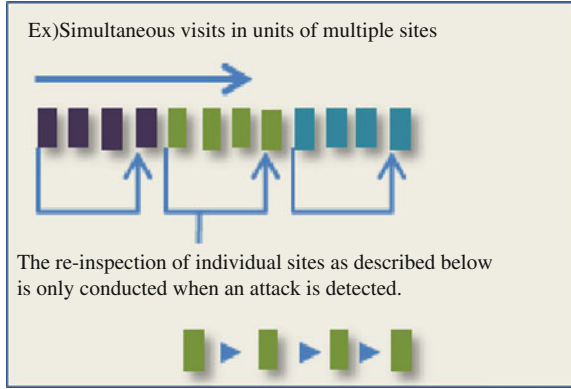 Ex)Simultaneous visits in units of multiple sites
The re-inspection of individual sites as described below
is only conducted when an attack is detected.